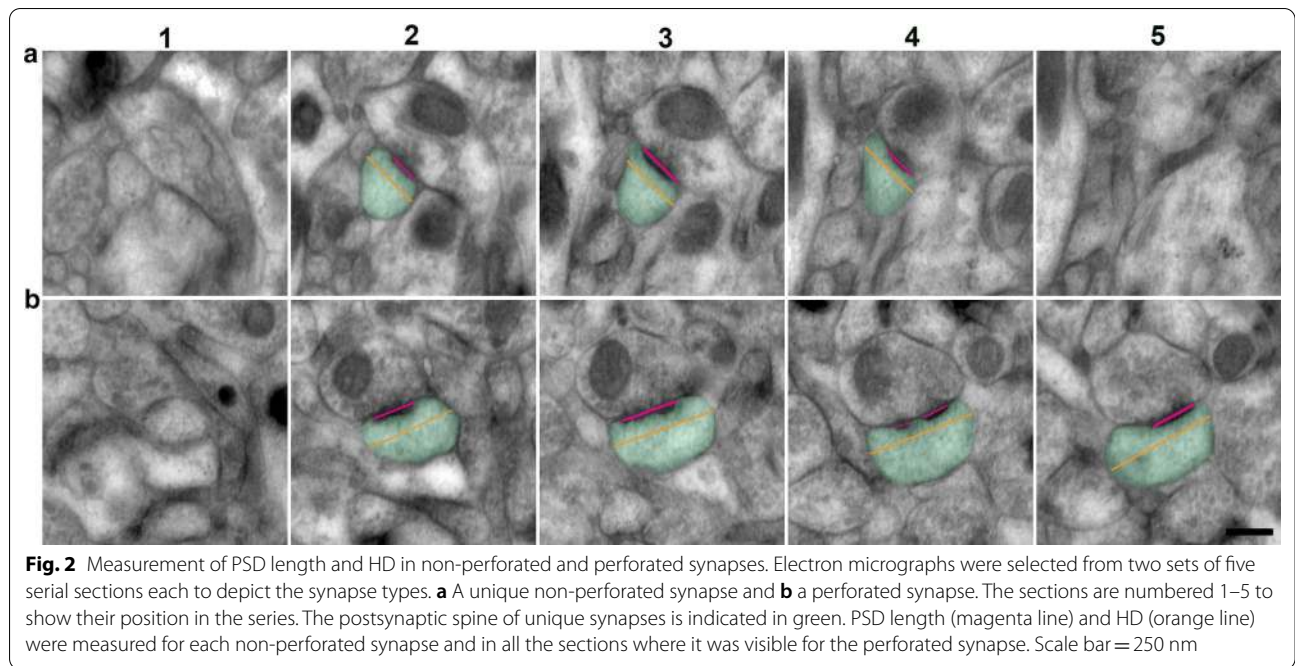 1 2 3 4 5
a
b
Fig. 2 Measurement of PSD length and HD in non-perforated and perforated synapses. Electron micrographs were selected from two sets of five
serial sections each to depict the synapse types. a A unique non-perforated synapse and b a perforated synapse. The sections are numbered 1–5 to
show their position in the series. The postsynaptic spine of unique synapses is indicated in green. PSD length (magenta line) and HD (orange line)
were measured for each non-perforated synapse and in all the sections where it was visible for the perforated synapse. Scale bar = 250 nm